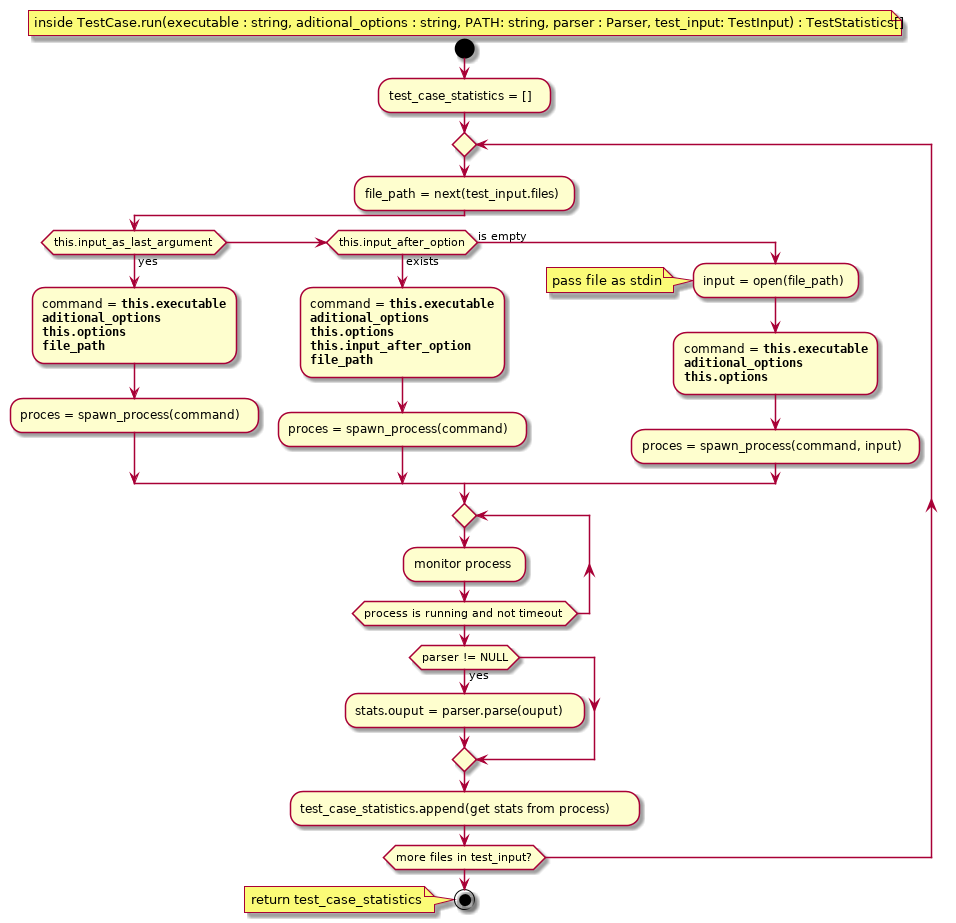 inside TestCase.run(executable : string, aditional_options : string, PATH: string, parser : Parser, test_input: TestInput) : TestStatistics[]
test_case_statistics = []
file_path = next(test_input.files)
this.input_as_last_argument
yes
command = this.executable
aditional_options
this.options
file_path
proces = spawn_process(command)
this.input_after_option
exists
command = this.executable
aditional_options
this.options
this.input_after_option
file_path
proces = spawn_process(command)
is empty
pass file as stdin
input = open(file_path)
command = this.executable
aditional_options
this.options
proces = spawn_process(command, input)
monitor process
process is running and not timeout
parser != NULL
yes
stats.ouput = parser.parse(ouput)
test_case_statistics.append(get stats from process)
more files in test_input?
return test_case_statistics